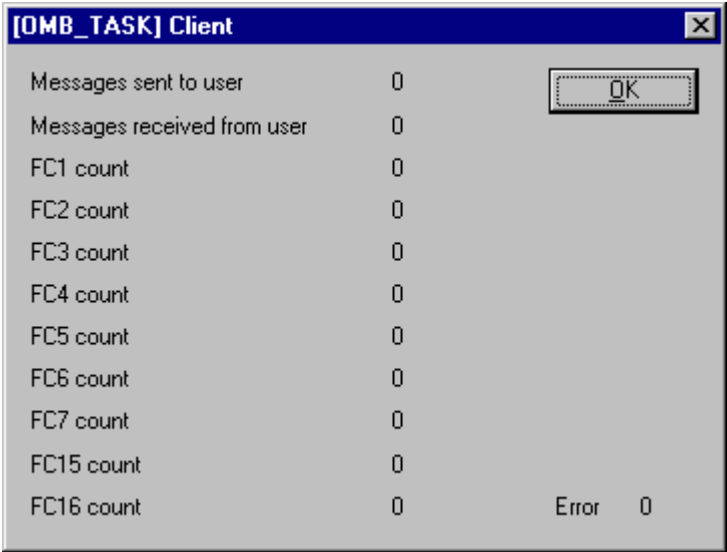 [OMB_TASK] Client
Messages sent to user 0 OK
Messages received from user 0
FC1 count 0
FC2 count 0
FC3 count 0
FC4 count 0
FC5 count 0
FC6 count 0
FC7 count 0
FC15 count 0
FC16 count 0 Error 0